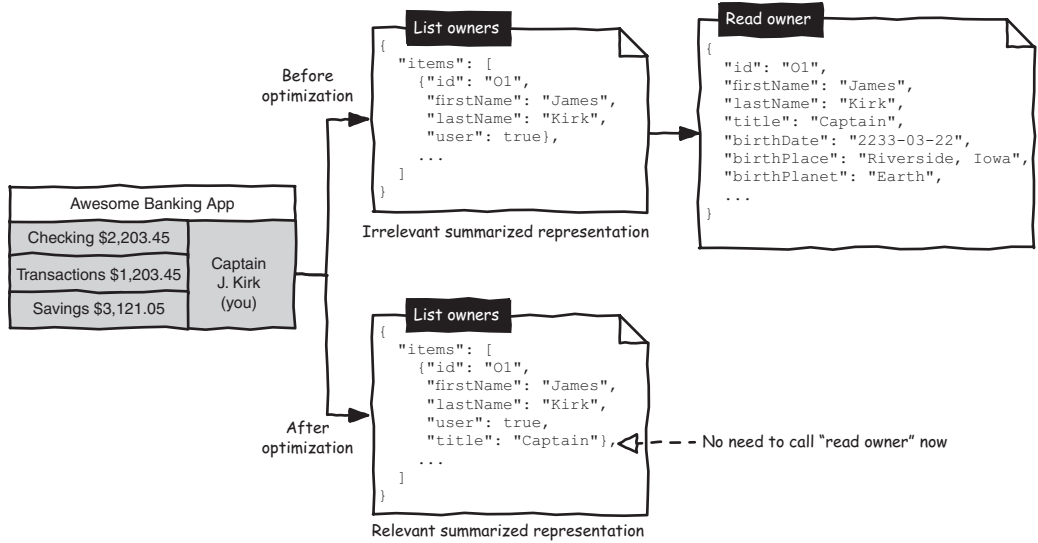 Awesome Banking App
Checking $2,203.45
Transactions $1,203.45
Savings $3,121.05
Captain
J. Kirk
(you)
Before
optimization
List owners
{
"items": [
{"id": "O1",
"firstName": "James",
"lastName": "Kirk",
"user": true},
...
]
}
Irrelevant summarized representation
Read owner
{
"id": "O1",
"firstName": "James",
"lastName": "Kirk",
"title": "Captain",
"birthDate": "2233-03-22",
"birthPlace": "Riverside, Iowa",
"birthPlanet": "Earth",
...
}
After
optimization
List owners
{
"items": [
{"id": "O1",
"firstName": "James",
"lastName": "Kirk",
"user": true,
"title": "Captain"},
...
]
}
Relevant summarized representation
No need to call “read owner” now